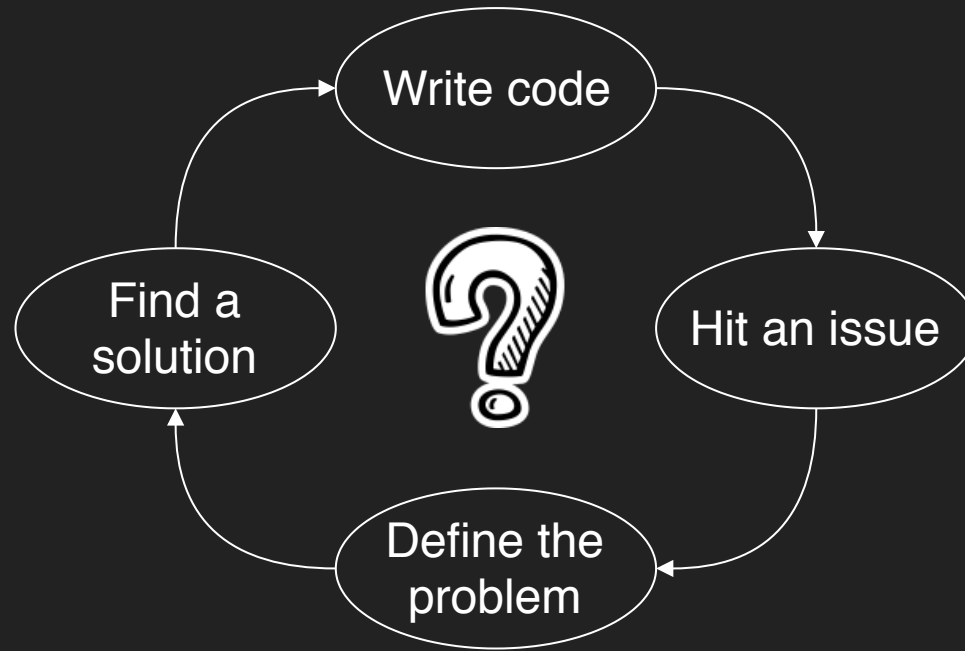 Write code
Hit an issue
Define the
problem
Find a
solution